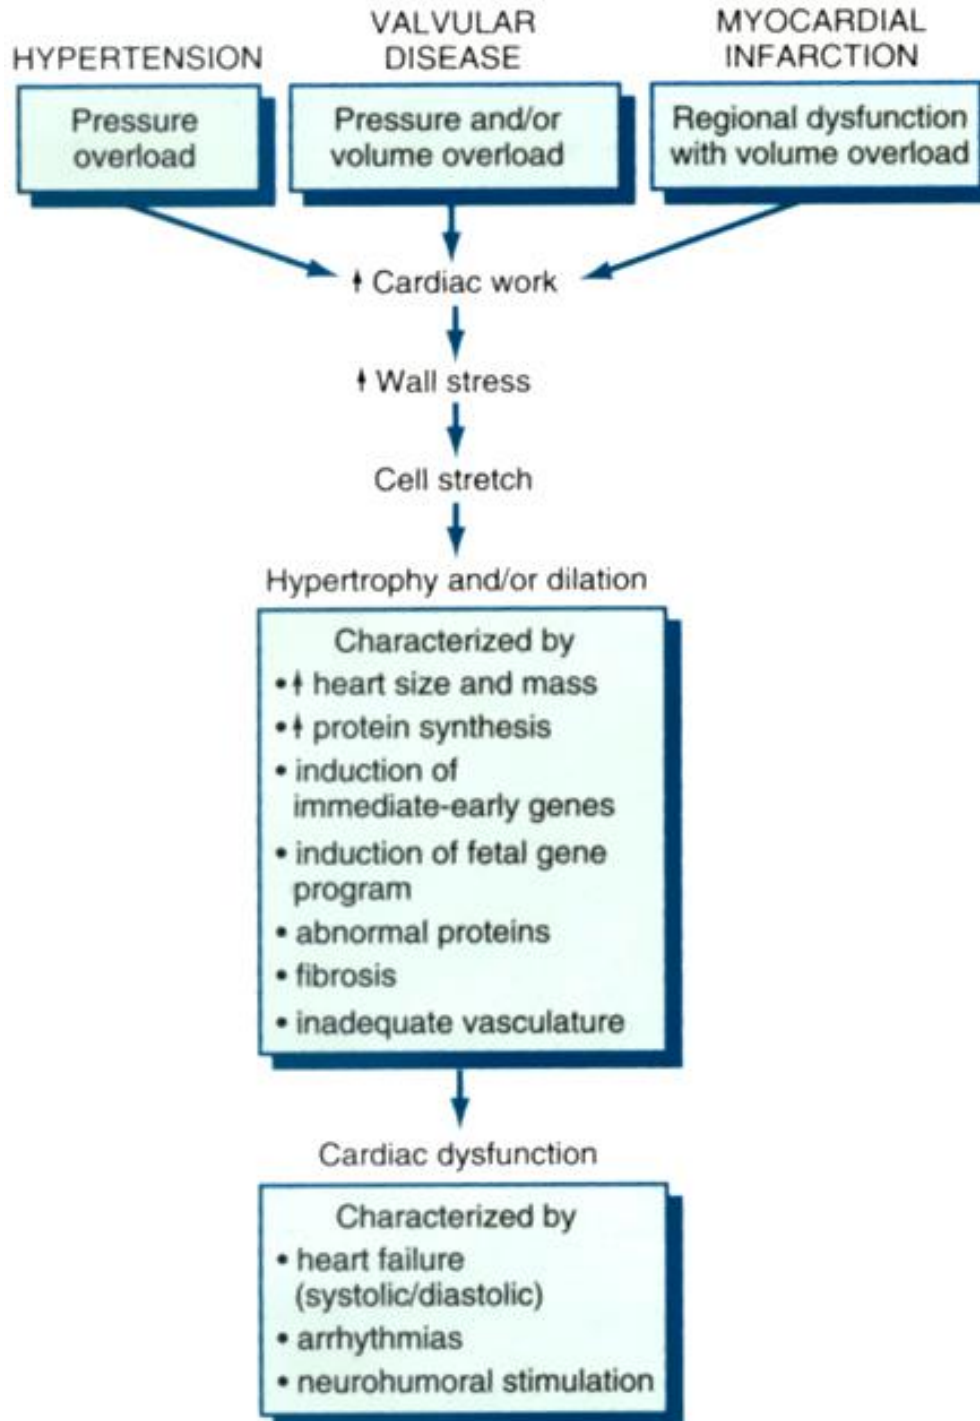 HYPERTENSION
VALVULAR
DISEASE
MYOCARDIAL
INFARCTION
Pressure
overload
Pressure and/or
volume overload
Regional dysfunction
with volume overload
↑ Cardiac work
↑ Wall stress
Cell stretch
Hypertrophy and/or dilation
Characterized by
•↑ heart size and mass
•↑ protein synthesis
• induction of
immediate-early genes
• induction of fetal gene
program
• abnormal proteins
• fibrosis
• inadequate vasculature
Cardiac dysfunction
Characterized by
• heart failure
(systolic/diastolic)
• arrhythmias
• neurohumoral stimulation